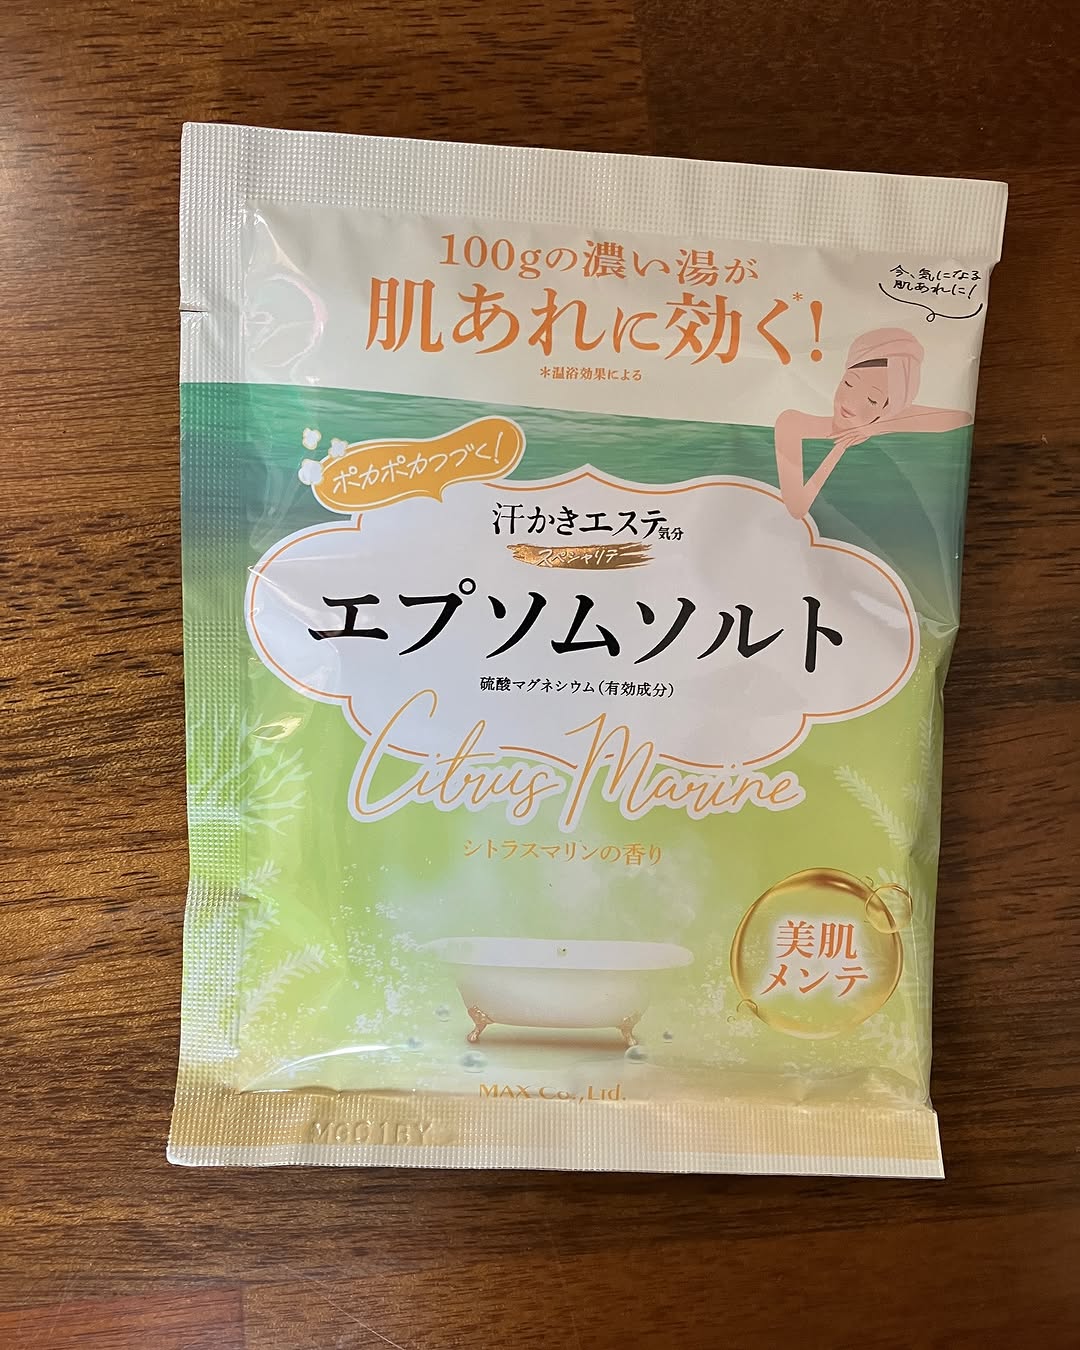 100gの濃い湯が
肌あれに効く*!
*温浴効果による
今、気になる
肌あれに!
ポカポカつづく!
汗かきエステ気分
スペシャリテ
エプソムソルト
硫酸マグネシウム(有効成分)
Citrus Marine
シトラスマリンの香り
美肌
メンテ
MAX Co.,Ltd.